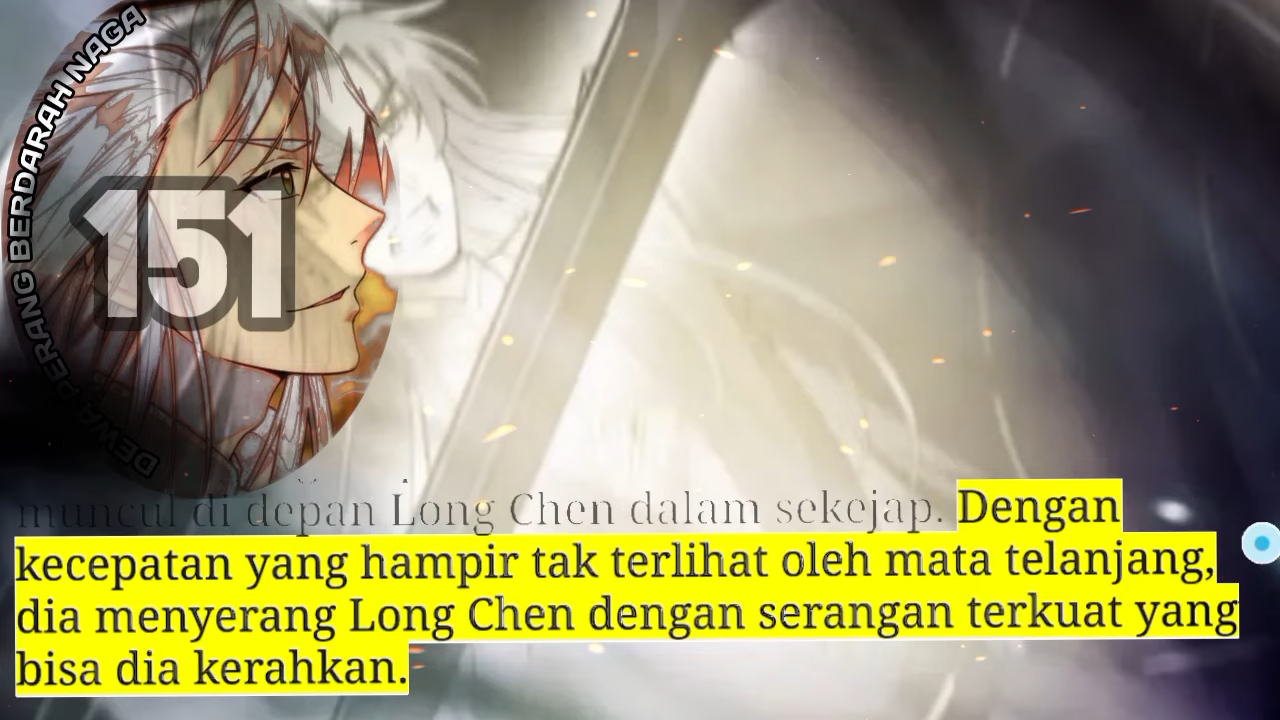 DEWA PERANG BERDARAH NAGA
151
muncul di depan Long Chen dalam sekejap. Dengan
kecepatan yang hampir tak terlihat oleh mata telanjang,
dia menyerang Long Chen dengan serangan terkuat yang
bisa dia kerahkan.